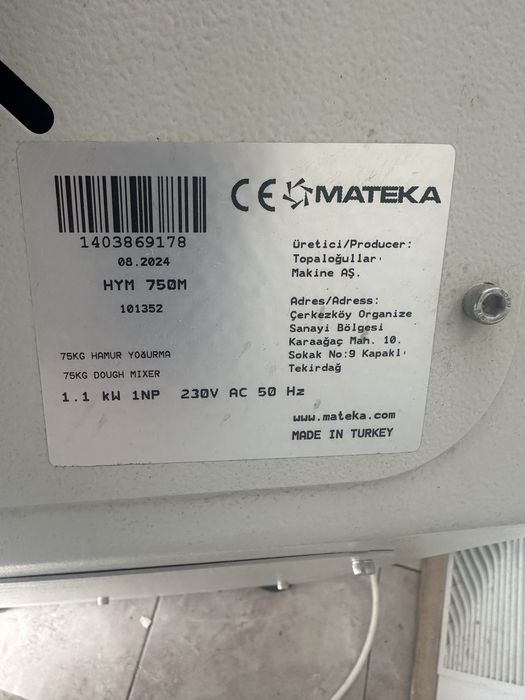 CE MATEKA
1403869178
08.2024
HYM 750M
101352
75KG HAMUR YOĞURMA
75KG DOUGH MIXER
1.1 kW 1NP 230V AC 50 Hz
Üretici/Producer:
Topaloğulları
Makine AŞ.
Adres/Address:
Çerkezköy Organize
Sanayi Bölgesi
Karaağaç Mah. 10.
Sokak No:9 Kapaklı
Tekirdağ
www.mateka.com
MADE IN TURKEY